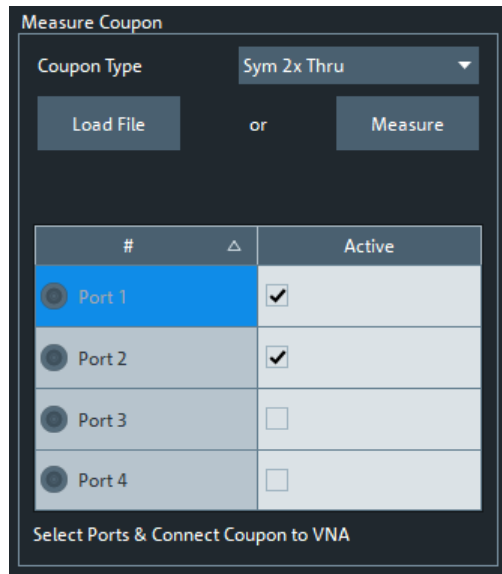 Measure Coupon
Coupon Type Sym 2x Thru
Load File or Measure
# Active
Port 1
Port 2
Port 3
Port 4
Select Ports & Connect Coupon to VNA